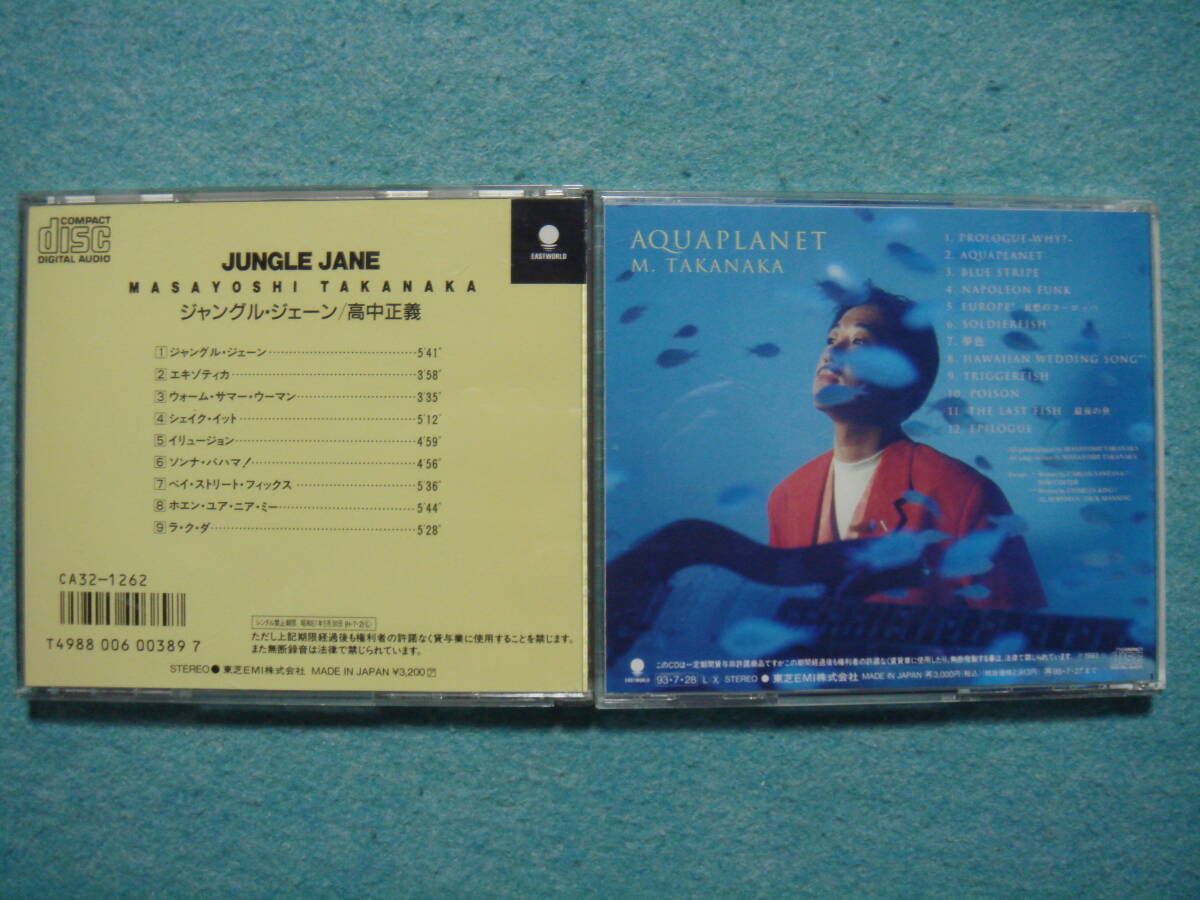 COMPACT
disc
DIGITAL AUDIO
EASTWORLD
JUNGLE JANE
MASAYOSHI TAKANAKA
ジャングル・ジェーン/高中正義
1 ジャングル・ジェーン 5'41"
2 エキゾティカ 3'58"
3 ウォーム・サマー・ウーマン 3'35"
4 シェイク・イット 5'12"
5 イリュージョン 4'59"
6 ソンナ・バハマ! 4'56"
7 ベイ・ストリート・フィックス 5'36"
8 ホエン・ユア・ニア・ミー 5'44"
9 ラ・ク・ダ 5'28"
CA32-1262
T4988 006 00389 7
ただし上記期限経過後も権利者の許諾なく賃貸業に使用することを禁じます。
また無断録音は法律で禁じられています。
STEREO● 東芝EMI株式会社 MADE IN JAPAN ¥3,200
AQUAPLANET
M. TAKANAKA
1. PROLOGUE-WHY?-
2. AQUAPLANET
3. BLUE STRIPE
4. NAPOLEON FUNK
5. EUROPE* 哀愁のヨーロッパ
6. SOLDIERFISH
7. 夢色
8. HAWAIIAN WEDDING SONG**
9. TRIGGERFISH
10. POISON
11. THE LAST FISH 最後の魚
12. EPILOGUE
EASTWORLD
93・7・28 L・X STEREO ● 東芝EMI株式会社 MADE IN JAPAN